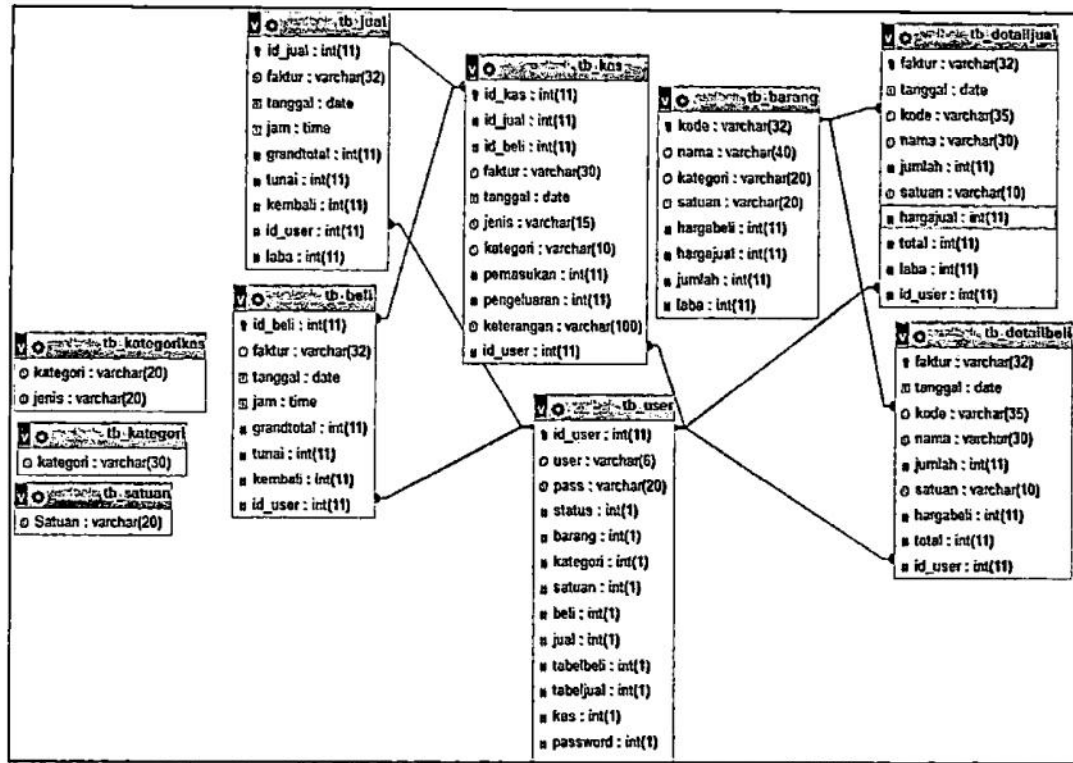 tb_jual
id_jual : int(11)
faktur : varchar(32)
tanggal : date
jam : time
grandtotal : int(11)
tunai : int(11)
kembali : int(11)
id_user : int(11)
laba : int(11)
tb_beli
id_beli : int(11)
faktur : varchar(32)
tanggal : date
jam : time
grandtotal : int(11)
tunai : int(11)
kembali : int(11)
id_user : int(11)
tb_kategorikas
kategori : varchar(20)
jenis : varchar(20)
tb_kategori
kategori : varchar(30)
tb_satuan
Satuan : varchar(20)
tb_kas
id_kas : int(11)
id_jual : int(11)
id_beli : int(11)
faktur : varchar(30)
tanggal : date
jenis : varchar(15)
kategori : varchar(10)
pemasukan : int(11)
pengeluaran : int(11)
keterangan : varchar(100)
id_user : int(11)
tb_user
id_user : int(11)
user : varchar(6)
pass : varchar(20)
status : int(1)
barang : int(1)
kategori : int(1)
satuan : int(1)
beli : int(1)
jual : int(1)
tabelbeli : int(1)
tabeljual : int(1)
kas : int(1)
password : int(1)
tb_barang
kode : varchar(32)
nama : varchar(40)
kategori : varchar(20)
satuan : varchar(20)
hargabeli : int(11)
hargajual : int(11)
jumlah : int(11)
laba : int(11)
tb_detailjual
faktur : varchar(32)
tanggal : date
kode : varchar(35)
nama : varchar(30)
jumlah : int(11)
satuan : varchar(10)
hargajual : int(11)
total : int(11)
laba : int(11)
id_user : int(11)
tb_detailbeli
faktur : varchar(32)
tanggal : date
kode : varchar(35)
nama : varchar(30)
jumlah : int(11)
satuan : varchar(10)
hargabeli : int(11)
total : int(11)
id_user : int(11)